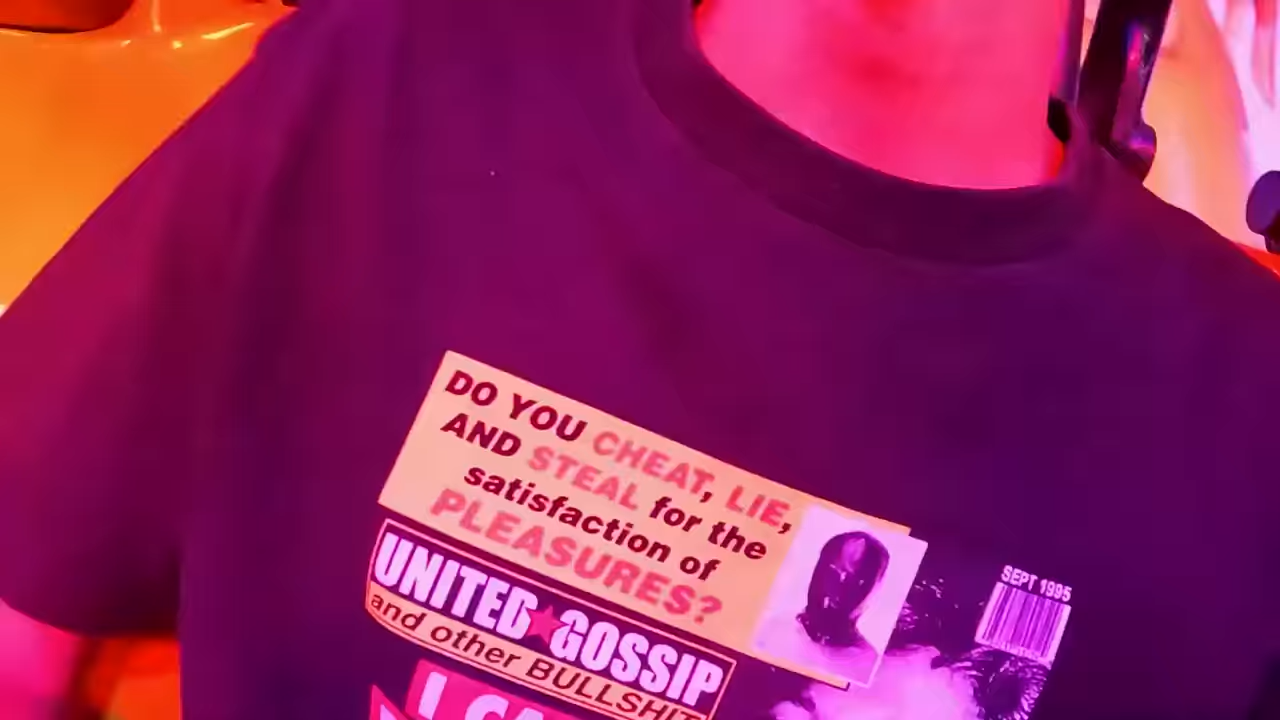 DO YOU CHEAT, LIE,
AND STEAL for the
satisfaction of
PLEASURES?
SEPT 1995
UNITED★GOSSIP
and other BULLSHIT